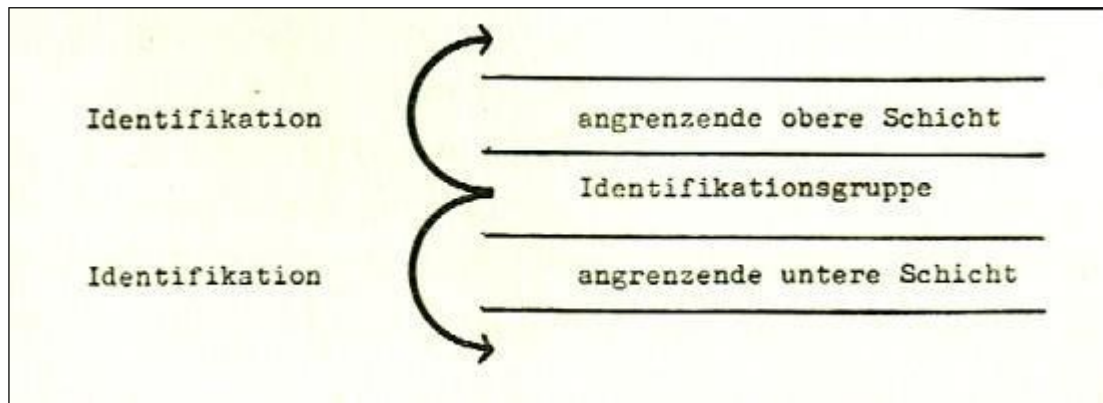 Identifikation angrenzende obere Schicht
Identifikationsgruppe
Identifikation angrenzende untere Schicht